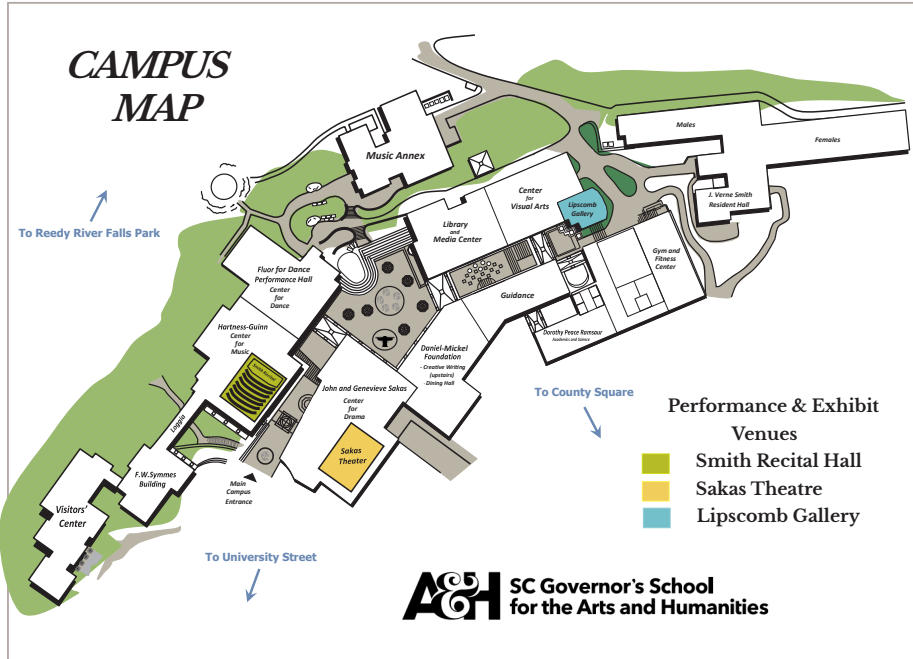 CAMPUS
MAP
Music Annex
Males
Females
J. Verne Smith
Resident Hall
Center
for
Visual Arts
Lipscomb
Gallery
Library
and
Media Center
Gym and
Fitness
Center
To Reedy River Falls Park
Fluor for Dance
Performance Hall
Center
for
Dance
Guidance
Hartness-Guinn
Center
for
Music
Smith Recital
Dorothy Peace Ramsaur
Academics and Science
Daniel-Mickel
Foundation
- Creative Writing
(upstairs)
- Dining Hall
John and Genevieve Sakas
Center
for
Drama
Sakas
Theater
To County Square
Loggia
F.W.Symmes
Building
Main
Campus
Entrance
Visitors'
Center
To University Street
Performance & Exhibit
Venues
Smith Recital Hall
Sakas Theatre
Lipscomb Gallery
A&H
SC Governor's School
for the Arts and Humanities